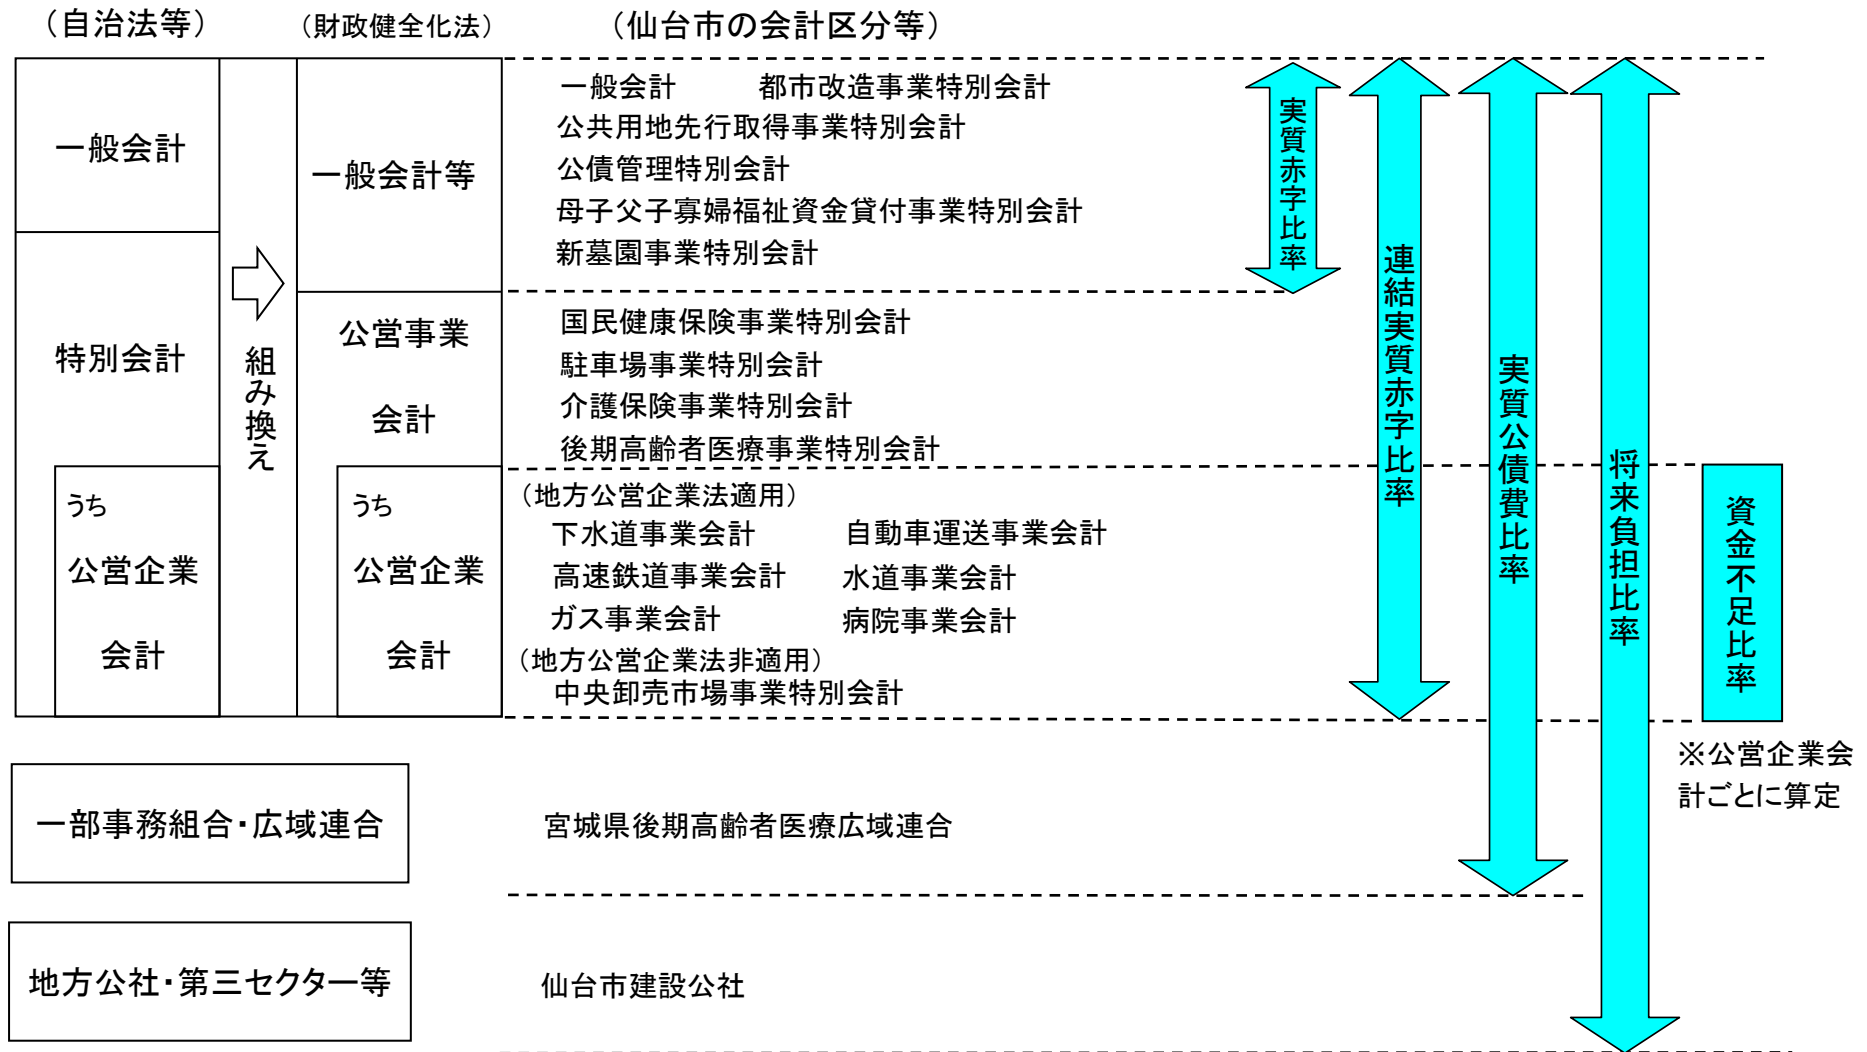 （自治法等）
（財政健全化法）
（仙台市の会計区分等）
一般会計
特別会計
うち
公営企業
会計
組み換え
一般会計等
公営事業
会計
うち
公営企業
会計
一般会計　都市改造事業特別会計
公共用地先行取得事業特別会計
公債管理特別会計
母子父子寡婦福祉資金貸付事業特別会計
新墓園事業特別会計
国民健康保険事業特別会計
駐車場事業特別会計
介護保険事業特別会計
後期高齢者医療事業特別会計
（地方公営企業法適用）
下水道事業会計　自動車運送事業会計
高速鉄道事業会計　水道事業会計
ガス事業会計　病院事業会計
（地方公営企業法非適用）
中央卸売市場事業特別会計
実質赤字比率
連結実質赤字比率
実質公債費比率
将来負担比率
資金不足比率
※公営企業会
計ごとに算定
一部事務組合・広域連合
宮城県後期高齢者医療広域連合
地方公社・第三セクター等
仙台市建設公社